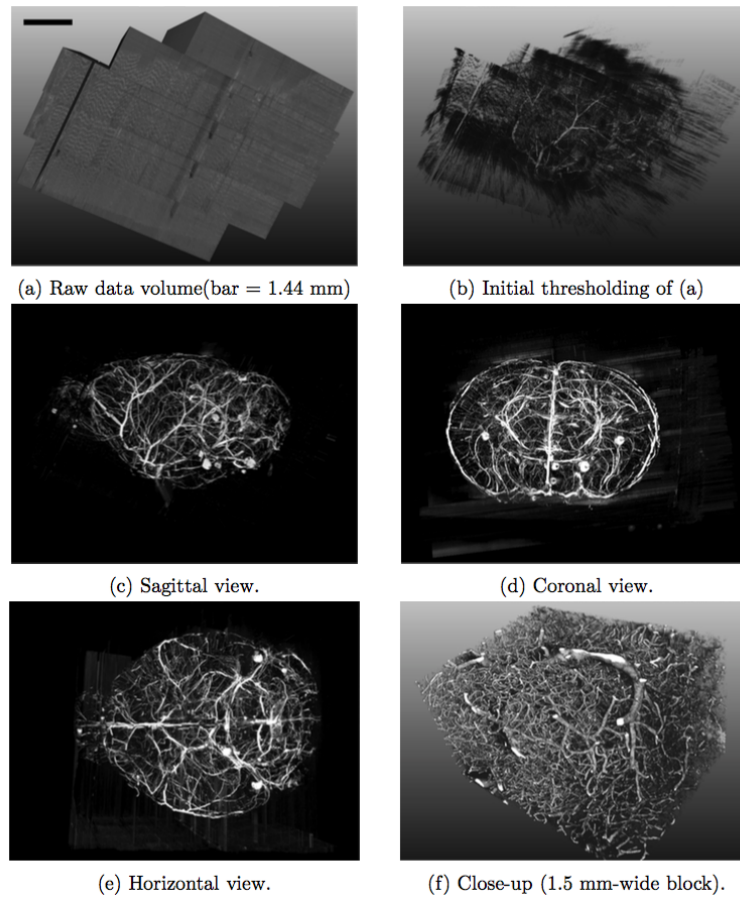 (a) Raw data volume(bar = 1.44 mm)
(b) Initial thresholding of (a)
(c) Sagittal view.
(d) Coronal view.
(e) Horizontal view.
(f) Close-up (1.5 mm-wide block).